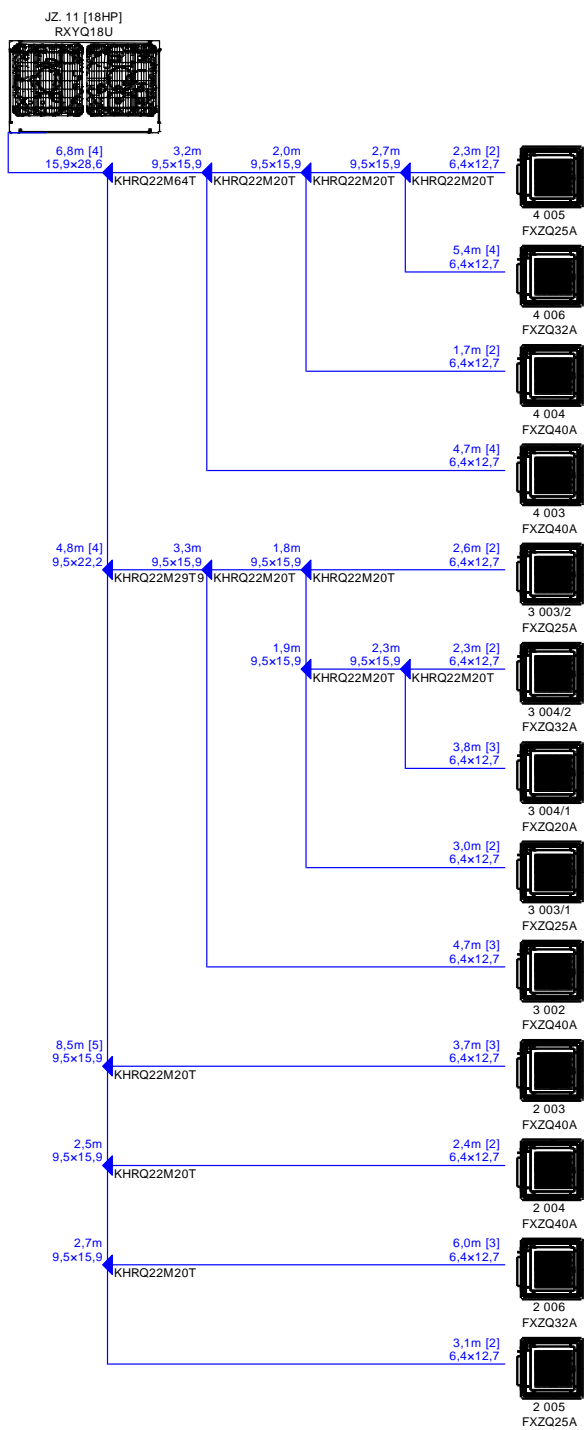 JZ. 11 [18HP]
RXYQ18U
6,8m [4]
15,9×28,6
KHRQ22M64T
3,2m
9,5×15,9
KHRQ22M20T
2,0m
9,5×15,9
KHRQ22M20T
2,7m
9,5×15,9
KHRQ22M20T
2,3m [2]
6,4×12,7
4 005
FXZQ25A
5,4m [4]
6,4×12,7
4 006
FXZQ32A
1,7m [2]
6,4×12,7
4 004
FXZQ40A
4,7m [4]
6,4×12,7
4 003
FXZQ40A
4,8m [4]
9,5×22,2
KHRQ22M29T9
3,3m
9,5×15,9
KHRQ22M20T
1,8m
9,5×15,9
KHRQ22M20T
2,6m [2]
6,4×12,7
3 003/2
FXZQ25A
1,9m
9,5×15,9
KHRQ22M20T
2,3m
9,5×15,9
KHRQ22M20T
2,3m [2]
6,4×12,7
3 004/2
FXZQ32A
3,8m [3]
6,4×12,7
3 004/1
FXZQ20A
3,0m [2]
6,4×12,7
3 003/1
FXZQ25A
4,7m [3]
6,4×12,7
3 002
FXZQ40A
8,5m [5]
9,5×15,9
KHRQ22M20T
3,7m [3]
6,4×12,7
2 003
FXZQ40A
2,5m
9,5×15,9
KHRQ22M20T
2,4m [2]
6,4×12,7
2 004
FXZQ40A
2,7m
9,5×15,9
KHRQ22M20T
6,0m [3]
6,4×12,7
2 006
FXZQ32A
3,1m [2]
6,4×12,7
2 005
FXZQ25A